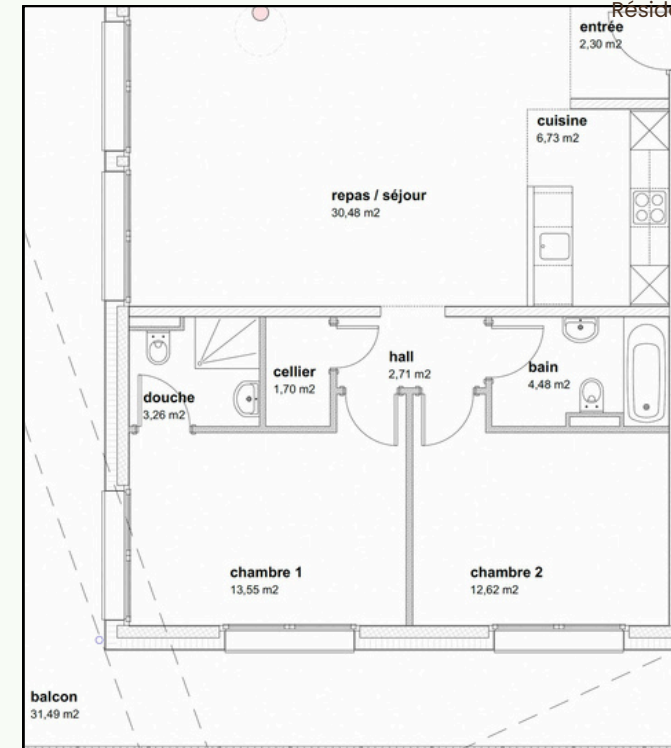 Résid
entrée
2,30 m2
cuisine
6,73 m2
repas / séjour
30,48 m2
hall
2,71 m2
cellier
1,70 m2
bain
4,48 m2
douche
3,26 m2
chambre 1
13,55 m2
chambre 2
12,62 m2
balcon
31,49 m2